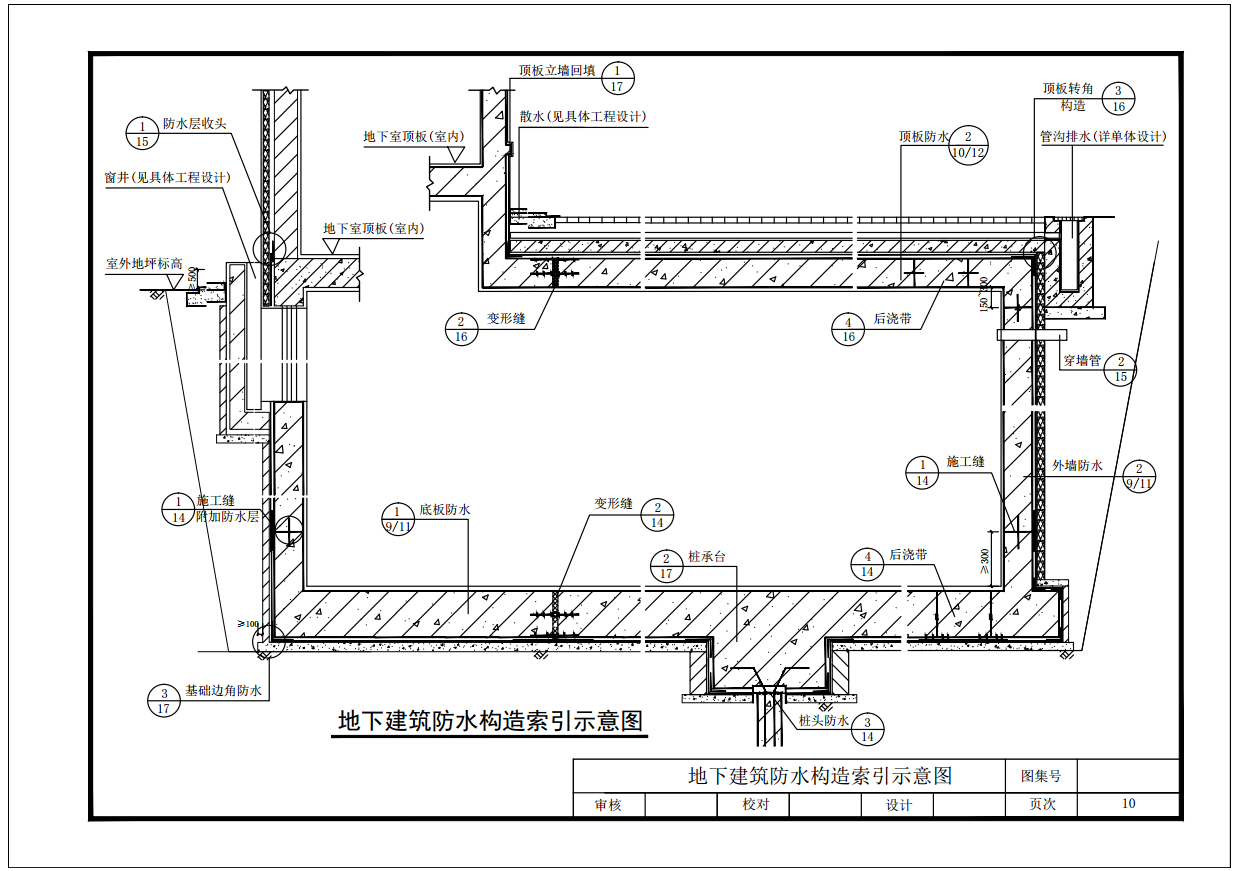 顶板立墙回填
1
17
顶板转角
构造
3
16
散水(见具体工程设计)
1
15
防水层收头
地下室顶板(室内)
顶板防水
2
10/12
管沟排水(详单体设计)
窗井(见具体工程设计)
地下室顶板(室内)
室外地坪标高
≥500
150~300
2
16
变形缝
4
16
后浇带
穿墙管
2
15
1
14
施工缝
外墙防水
2
9/11
1
14
施工缝
附加防水层
1
9/11
底板防水
变形缝
2
14
≥300
2
17
桩承台
4
14
后浇带
≥100
3
17
基础边角防水
桩头防水
3
14
地下建筑防水构造索引示意图
地下建筑防水构造索引示意图
图集号
审核
校对
设计
页次
10